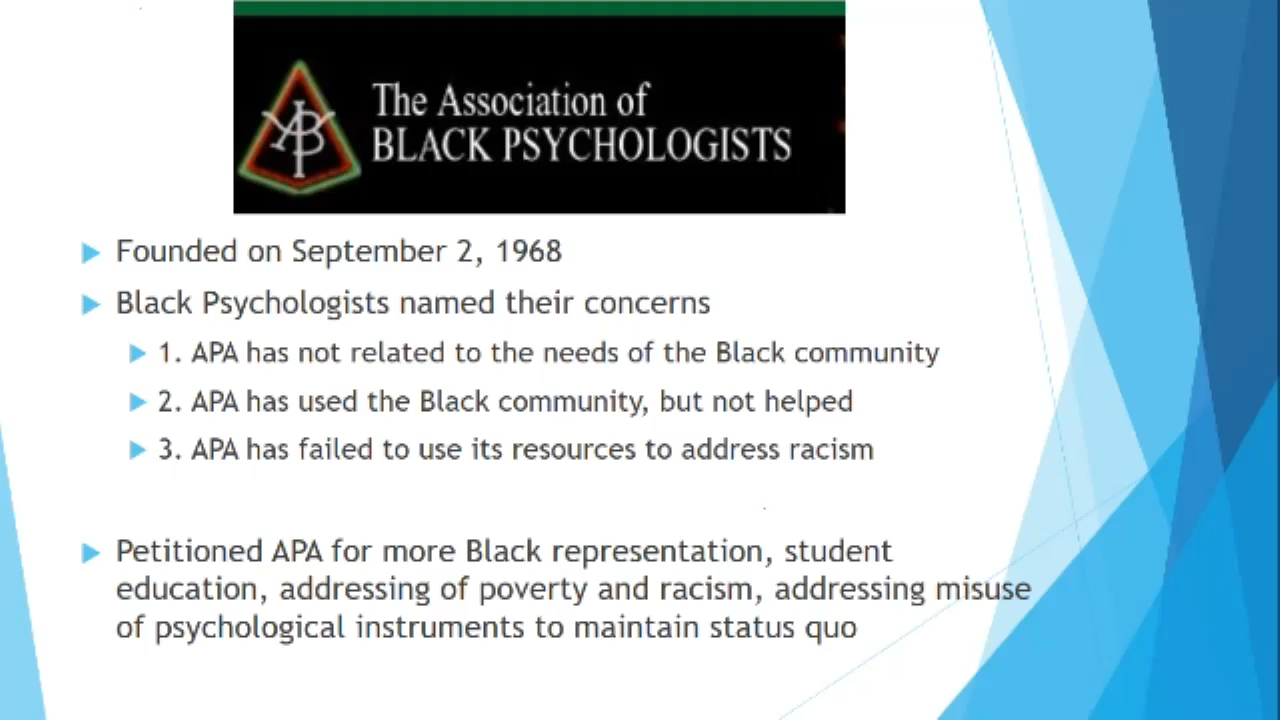 The Association of
BLACK PSYCHOLOGISTS
Founded on September 2, 1968
Black Psychologists named their concerns
1. APA has not related to the needs of the Black community
2. APA has used the Black community, but not helped
3. APA has failed to use its resources to address racism
Petitioned APA for more Black representation, student
education, addressing of poverty and racism, addressing misuse
of psychological instruments to maintain status quo